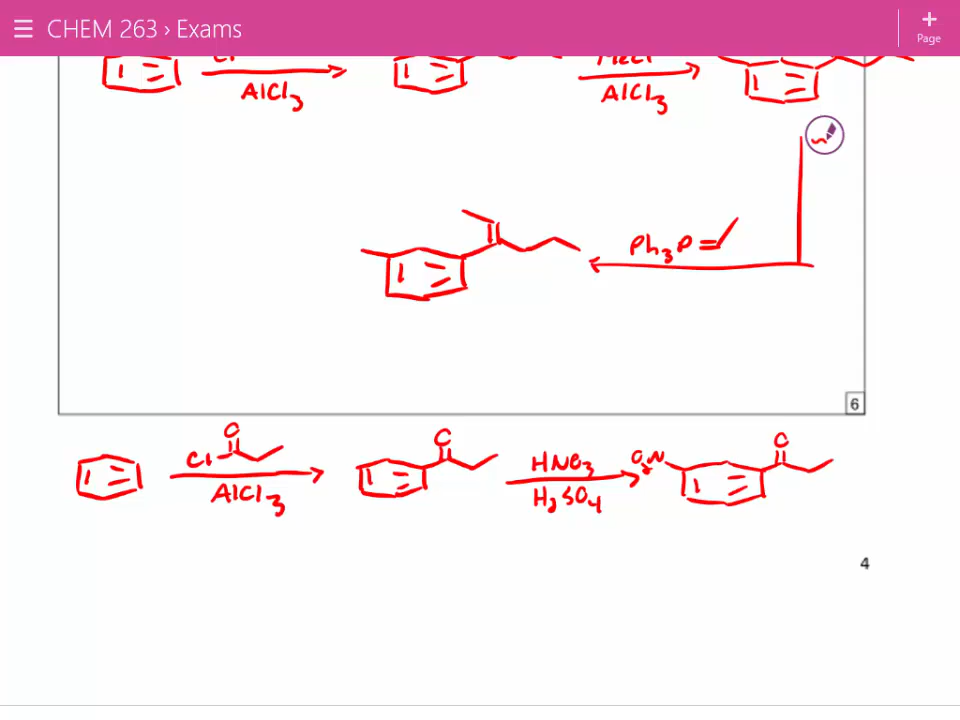 CHEM 263 › Exams
+
Page
AlCl3
AlCl3
Ph3P
6
O
Cl
AlCl3
O
HNO3
H2SO4
O2N
O
4